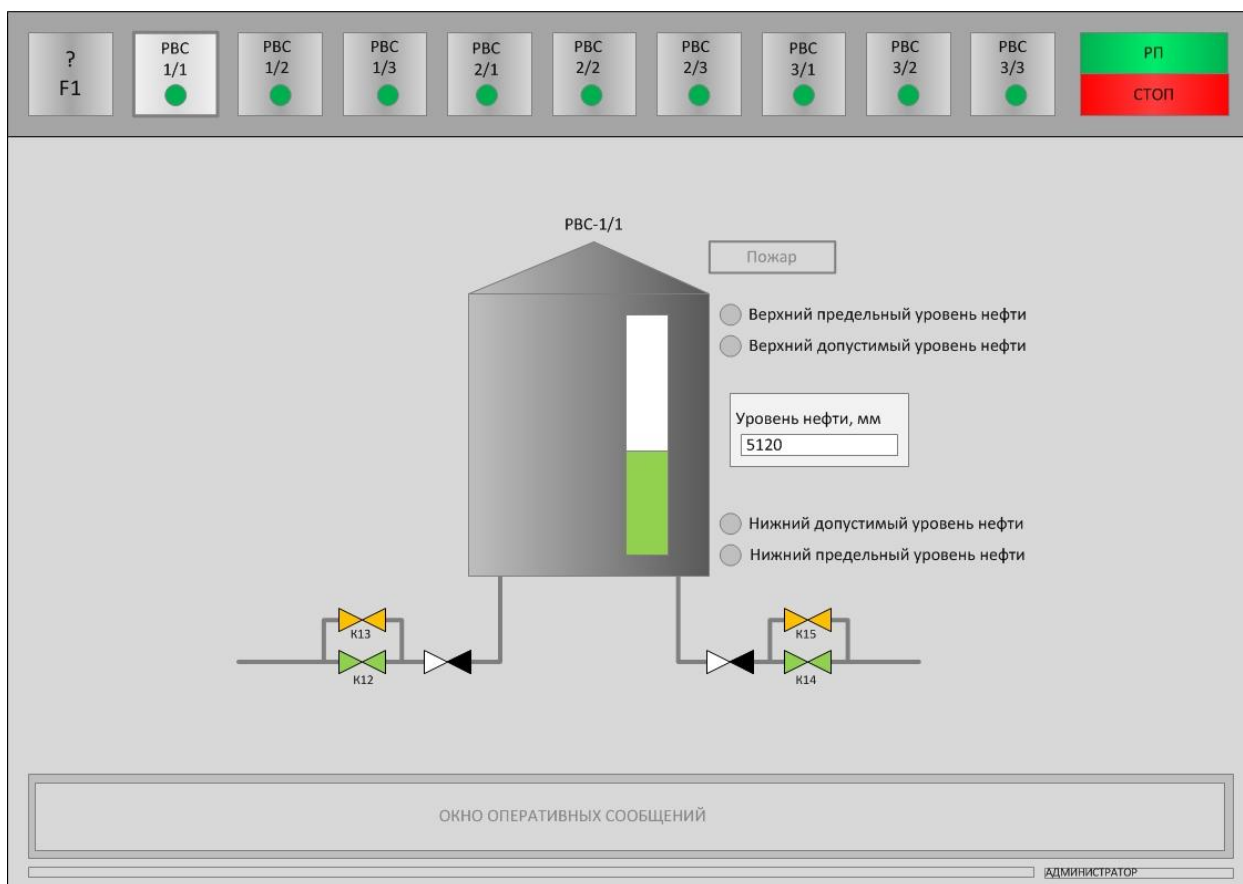 ?
F1
РВС
1/1
РВС
1/2
РВС
1/3
РВС
2/1
РВС
2/2
РВС
2/3
РВС
3/1
РВС
3/2
РВС
3/3
РП
СТОП
РВС-1/1
Пожар
Верхний предельный уровень нефти
Верхний допустимый уровень нефти
Уровень нефти, мм
5120
Нижний допустимый уровень нефти
Нижний предельный уровень нефти
К13
К12
К15
К14
ОКНО ОПЕРАТИВНЫХ СООБЩЕНИЙ
АДМИНИСТРАТОР